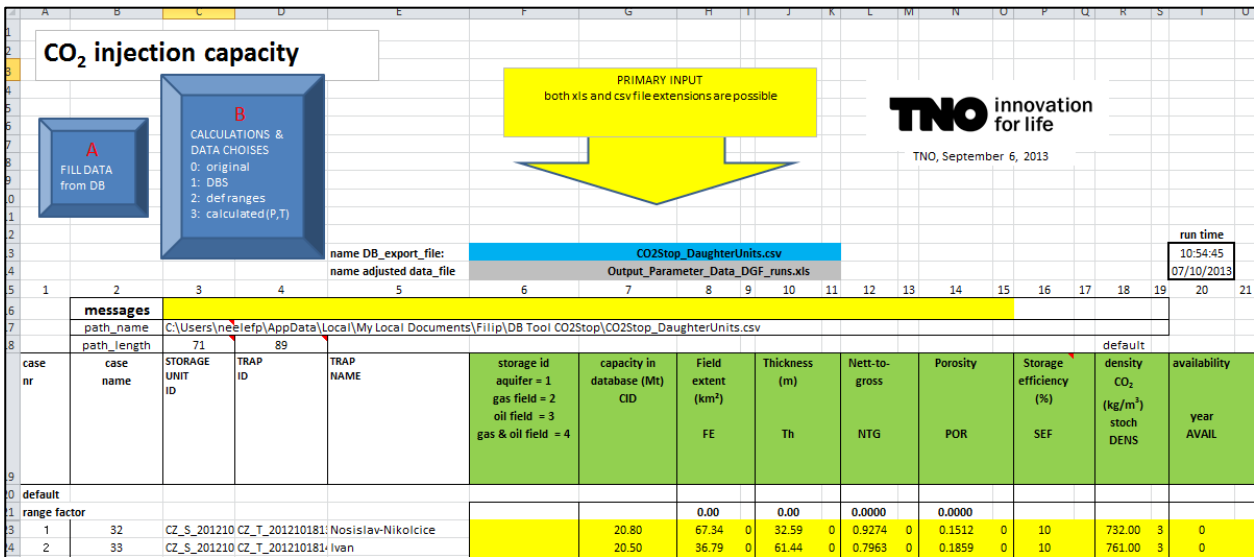 A B C D E F G H I J K L M N O P Q R S T U
CO₂ injection capacity
PRIMARY INPUT
both xls and csv file extensions are possible
A
FILL DATA
from DB
B
CALCULATIONS &
DATA CHOISES
0: original
1: DBS
2: def ranges
3: calculated (P,T)
TNO innovation
for life
TNO, September 6, 2013
run time
name DB_export_file: CO2Stop_DaughterUnits.csv 10:54:45
name adjusted data_file Output_Parameter_Data_DGF_runs.xls 07/10/2013
1 2 3 4 5 6 7 8 9 10 11 12 13 14 15 16 17 18 19 20 21
messages
path_name C:\Users\neelefp\AppData\Local\My Local Documents\Filip\DB Tool CO2Stop\CO2Stop_DaughterUnits.csv
path_length 71 89 default
case
nr
case
name
STORAGE
UNIT
ID
TRAP
ID
TRAP
NAME
storage id
aquifer = 1
gas field = 2
oil field = 3
gas & oil field = 4
capacity in
database (Mt)
CID
Field
extent
(km²)
FE
Thickness
(m)
Th
Nett-to-
gross
NTG
Porosity
POR
Storage
efficiency
(%)
SEF
density
CO₂
(kg/m³)
stoch
DENS
availability
year
AVAIL
default
range factor 0.00 0.00 0.0000 0.0000
1 32 CZ_S_201210 CZ_T_201210181 Nosislav-Nikolcice 20.80 67.34 0 32.59 0 0.9274 0 0.1512 0 10 732.00 3 0
2 33 CZ_S_201210 CZ_T_201210181 Ivan 20.50 36.79 0 61.44 0 0.7963 0 0.1859 0 10 761.00 3 0